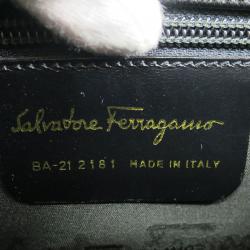 Salvatore Ferragamo
BA-21 2181 MADE IN ITALY